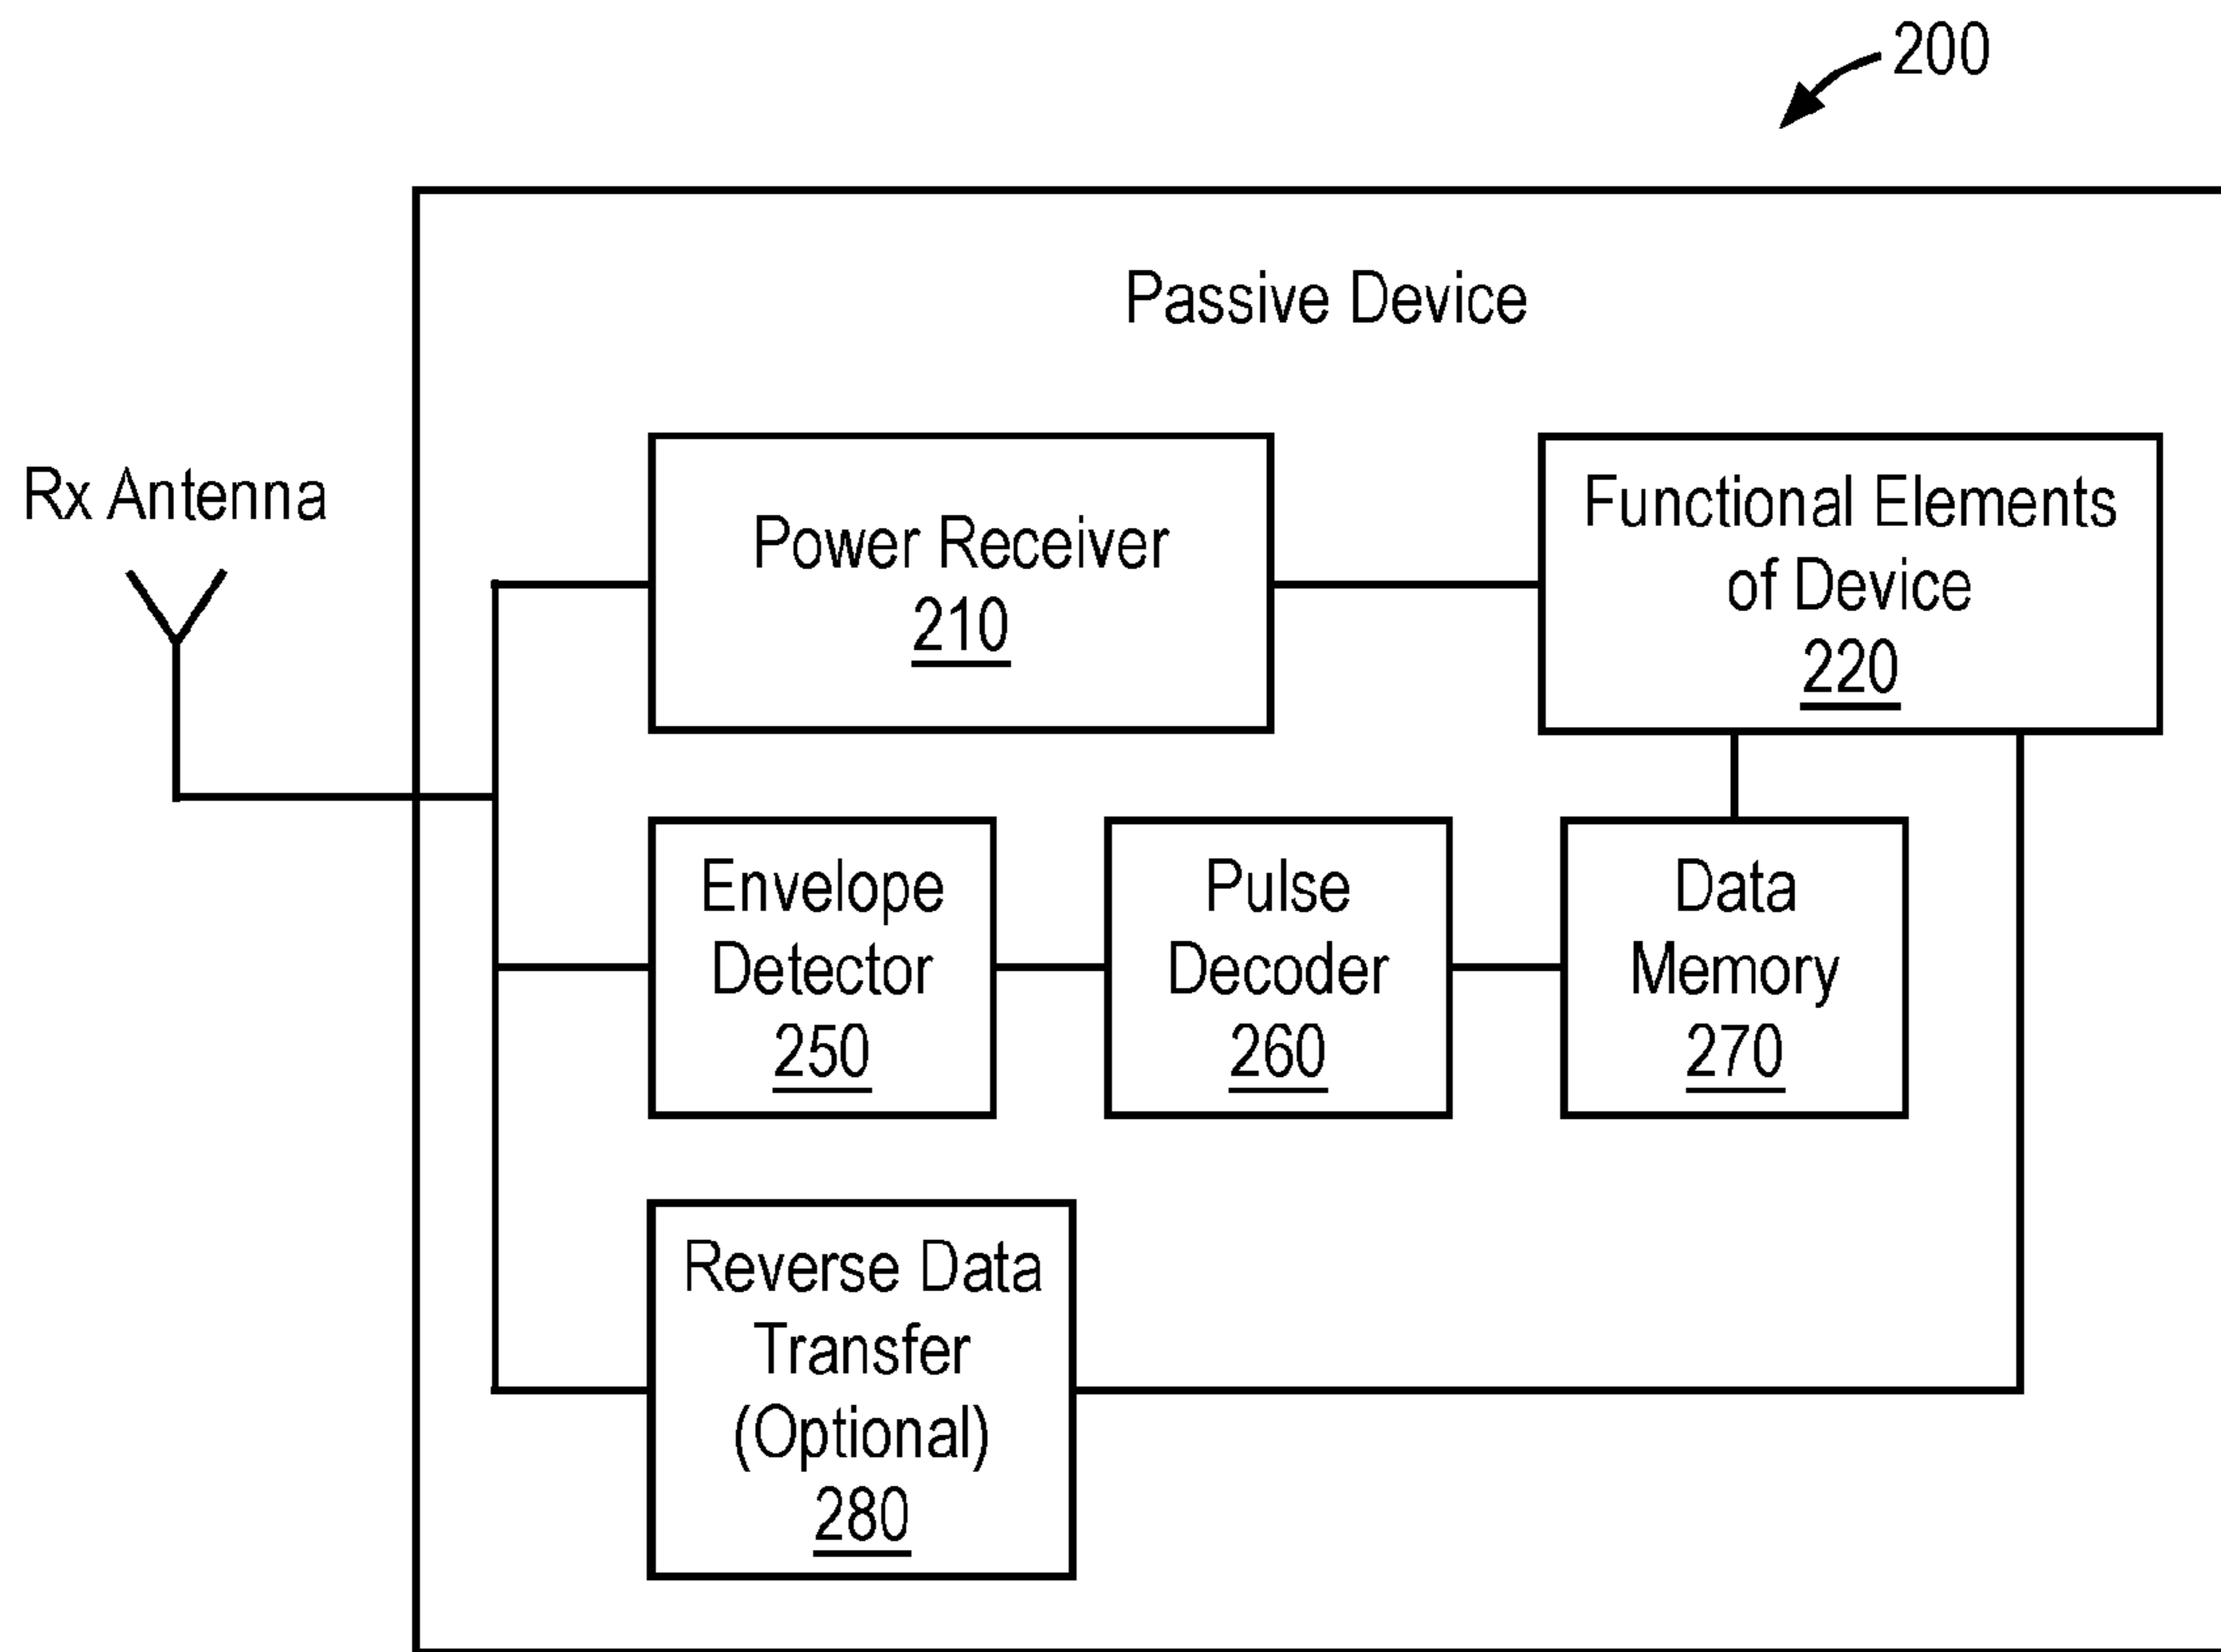 200
Passive Device
Rx Antenna
Power Receiver
210
Functional Elements
of Device
220
Envelope
Detector
250
Pulse
Decoder
260
Data
Memory
270
Reverse Data
Transfer
(Optional)
280